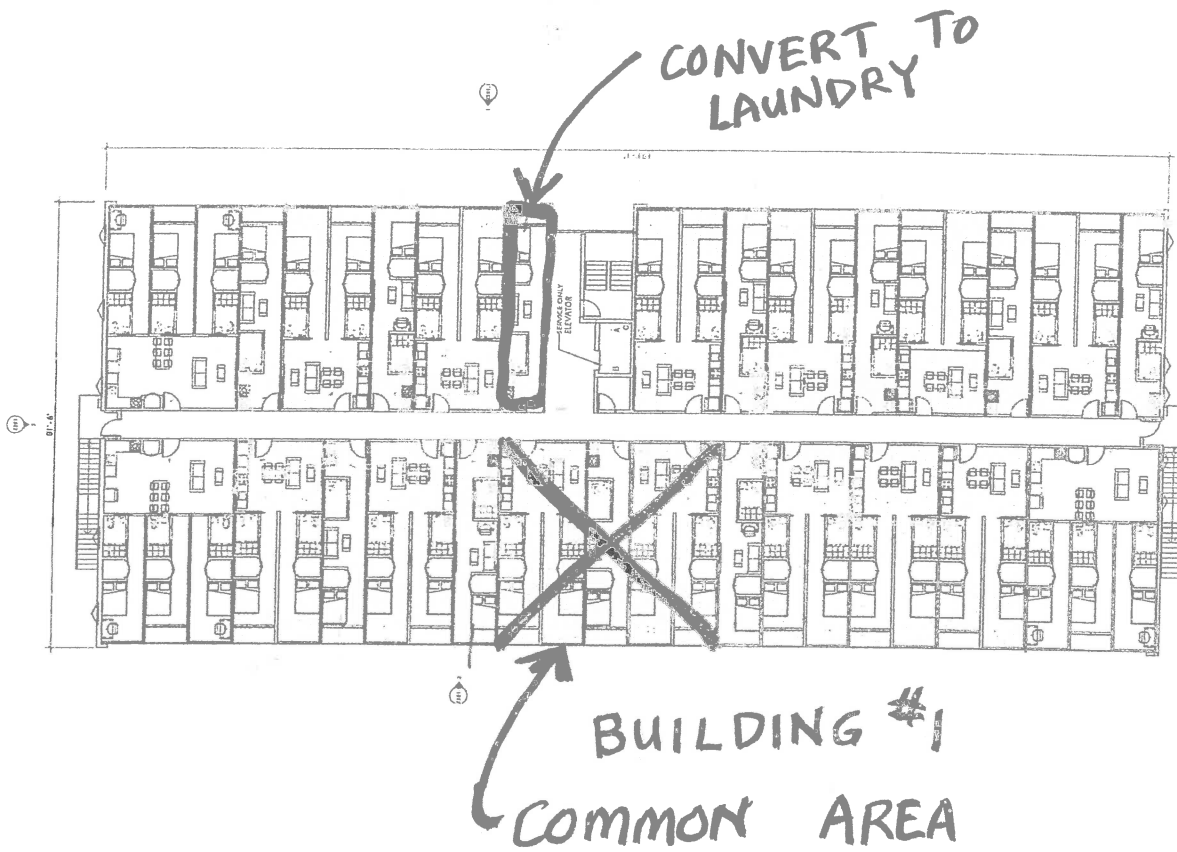 CONVERT TO
LAUNDRY
SERVICE ONLY
ELEVATOR
BUILDING #1
COMMON AREA